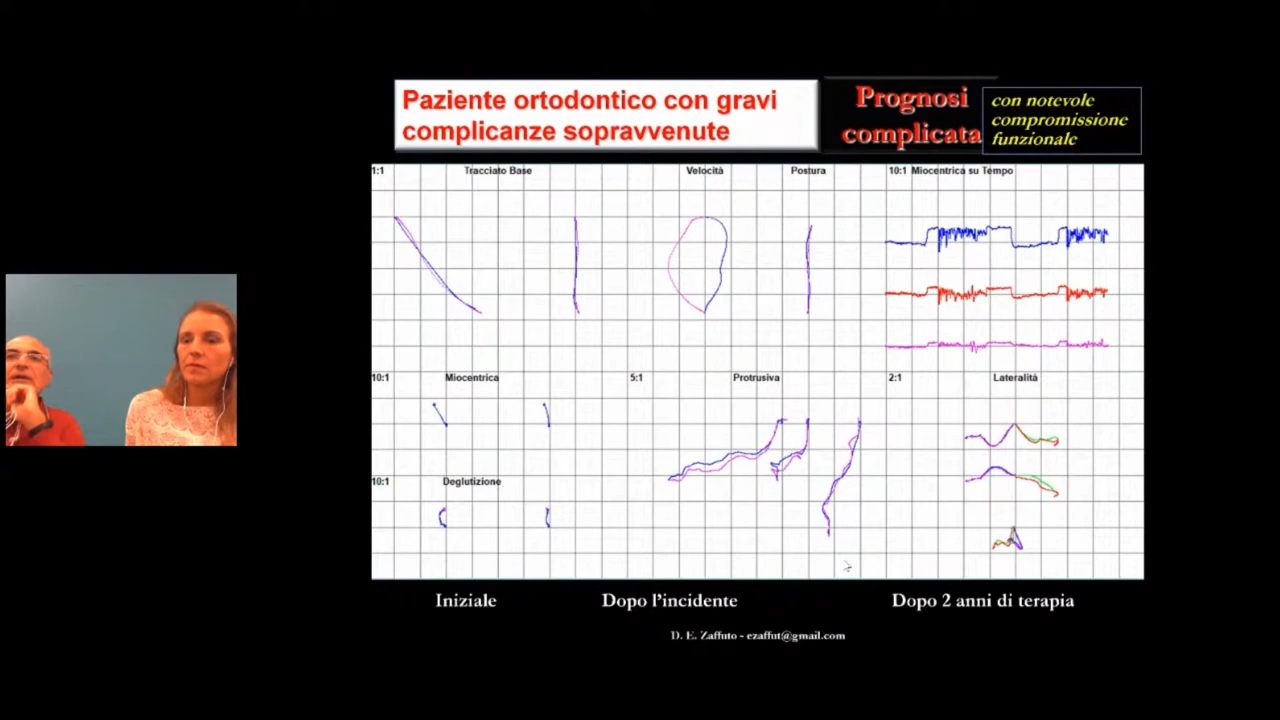 Paziente ortodontico con gravi
complicanze sopravvenute
Prognosi
complicata
con notevole
compromissione
funzionale
1:1 Tracciato Base Velocità Postura 10:1 Miocentrica su Tempo
10:1 Miocentrica 5:1 Protrusiva 2:1 Lateralità
10:1 Deglutizione
Iniziale Dopo l'incidente Dopo 2 anni di terapia
D. E. Zaffuto - ezaffut@gmail.com